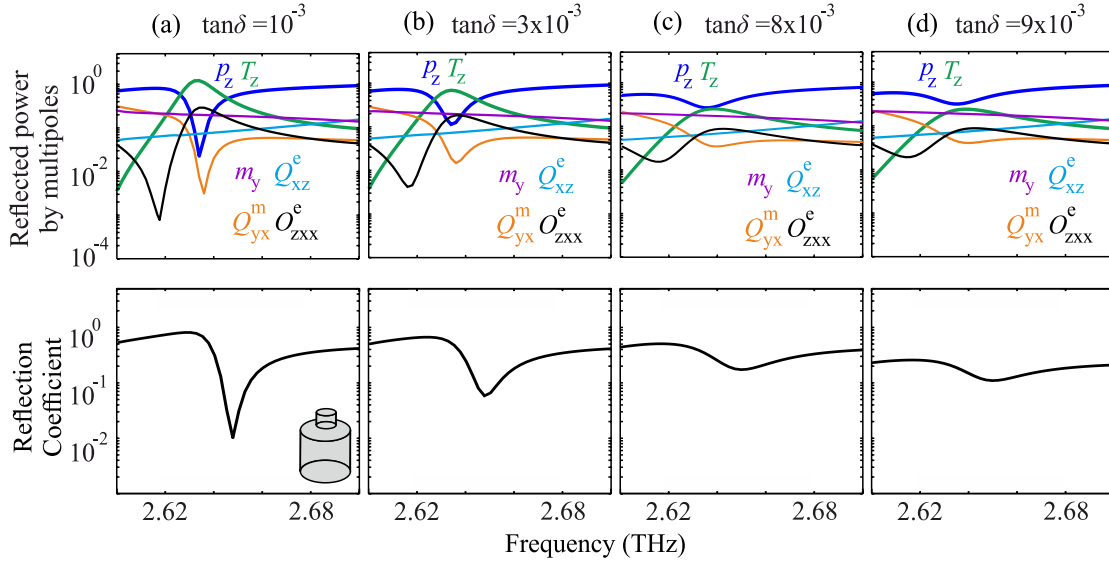 (a) tanδ =10⁻³ (b) tanδ =3x10⁻³ (c) tanδ =8x10⁻³ (d) tanδ =9x10⁻³
Reflected power
by multipoles
10⁰
10⁻²
10⁻⁴
p_z T_z
m_y Q^e_xz
Q^m_yx O^e_zxx
p_z T_z
m_y Q^e_xz
Q^m_yx O^e_zxx
p_z T_z
m_y Q^e_xz
Q^m_yx O^e_zxx
p_z T_z
m_y Q^e_xz
Q^m_yx O^e_zxx
Reflection
Coefficient
10⁰
10⁻¹
10⁻²
2.62 2.68 2.62 2.68 2.62 2.68 2.62 2.68
Frequency (THz)